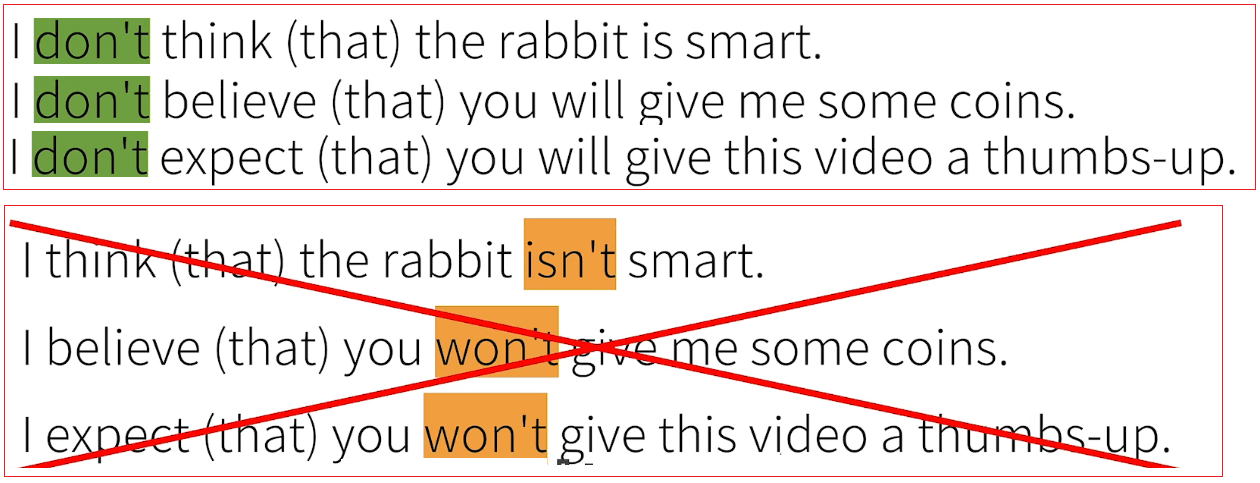 I don't think (that) the rabbit is smart.
I don't believe (that) you will give me some coins.
I don't expect (that) you will give this video a thumbs-up.
I think (that) the rabbit isn't smart.
I believe (that) you won't give me some coins.
I expect (that) you won't give this video a thumbs-up.